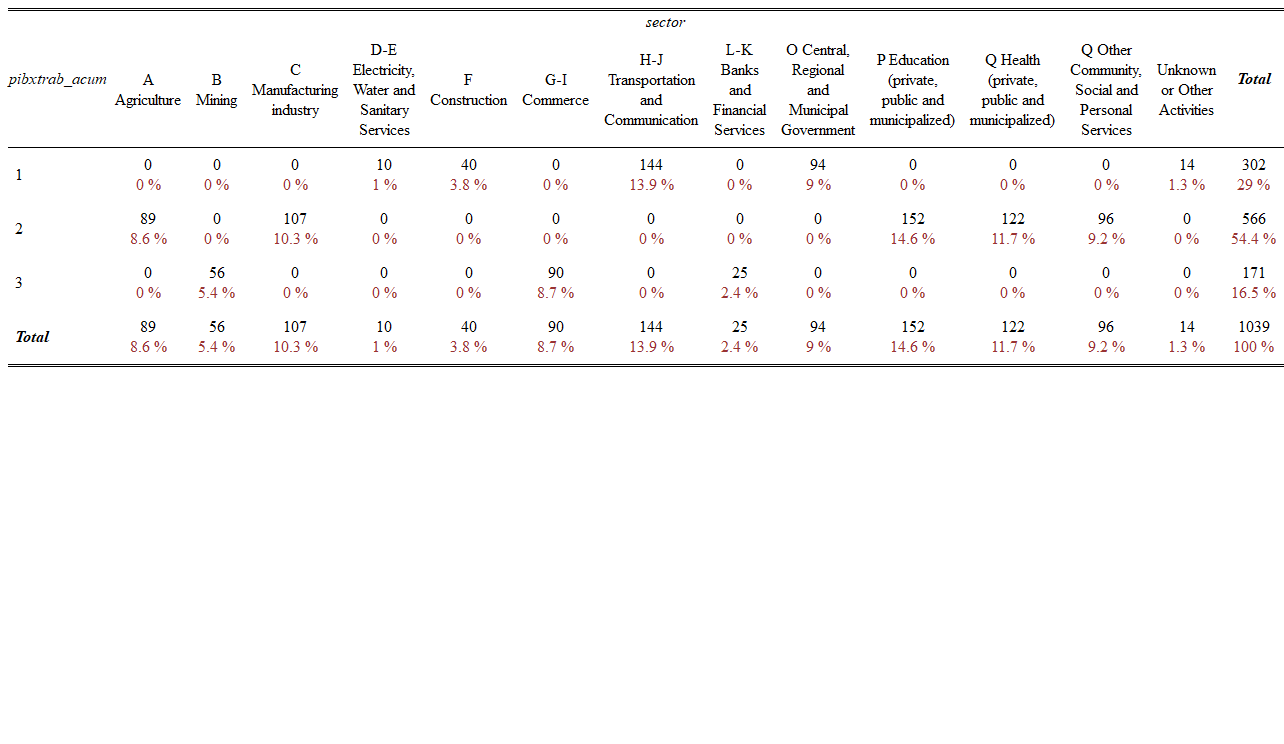 sector
pibxtrab_acum
A
Agriculture
B
Mining
C
Manufacturing
industry
D-E
Electricity,
Water and
Sanitary
Services
F
Construction
G-I
Commerce
H-J
Transportation
and
Communication
L-K
Banks
and
Financial
Services
O Central,
Regional
and
Municipal
Government
P Education
(private,
public and
municipalized)
Q Health
(private,
public and
municipalized)
Q Other
Community,
Social and
Personal
Services
Unknown
or Other
Activities
Total
1
0 0 0 10 40 0 144 0 94 0 0 0 14 302
0 % 0 % 0 % 1 % 3.8 % 0 % 13.9 % 0 % 9 % 0 % 0 % 0 % 1.3 % 29 %
2
89 0 107 0 0 0 0 0 0 152 122 96 0 566
8.6 % 0 % 10.3 % 0 % 0 % 0 % 0 % 0 % 0 % 14.6 % 11.7 % 9.2 % 0 % 54.4 %
3
0 56 0 0 0 90 0 25 0 0 0 0 0 171
0 % 5.4 % 0 % 0 % 0 % 8.7 % 0 % 2.4 % 0 % 0 % 0 % 0 % 0 % 16.5 %
Total
89 56 107 10 40 90 144 25 94 152 122 96 14 1039
8.6 % 5.4 % 10.3 % 1 % 3.8 % 8.7 % 13.9 % 2.4 % 9 % 14.6 % 11.7 % 9.2 % 1.3 % 100 %